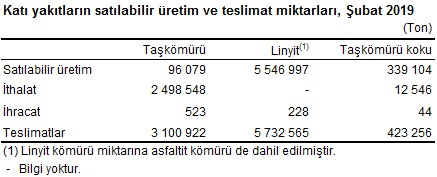 Katı yakıtların satılabilir üretim ve teslimat miktarları, Şubat 2019
(Ton)
Taşkömürü Linyit(1) Taşkömürü koku
Satılabilir üretim 96 079 5 546 997 339 104
İthalat 2 498 548 - 12 546
İhracat 523 228 44
Teslimatlar 3 100 922 5 732 565 423 256
(1) Linyit kömürü miktarına asfaltit kömürü de dahil edilmiştir.
- Bilgi yoktur.